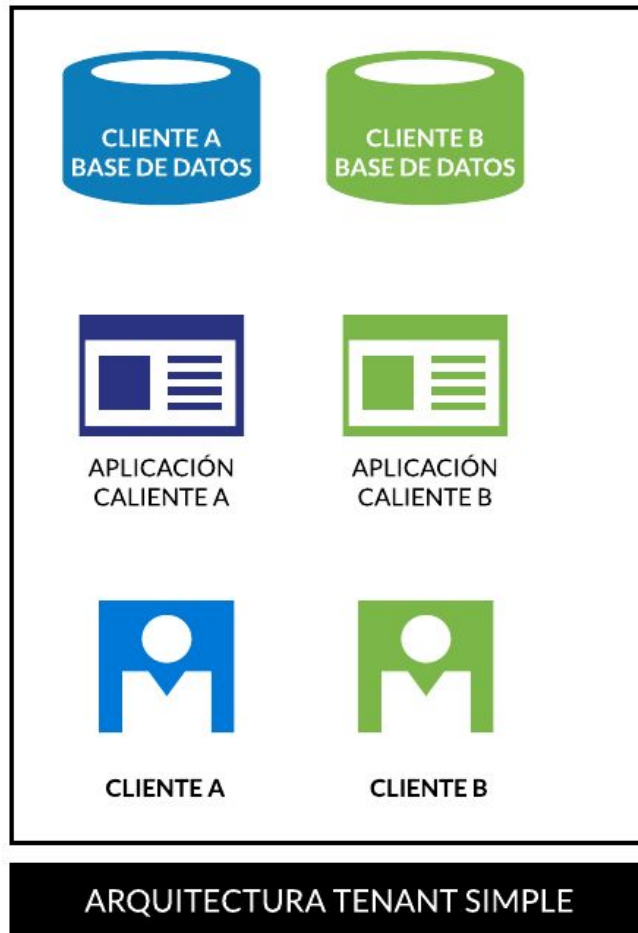 CLIENTE A
BASE DE DATOS
CLIENTE B
BASE DE DATOS
APLICACIÓN
CALIENTE A
APLICACIÓN
CALIENTE B
CLIENTE A
CLIENTE B
ARQUITECTURA TENANT SIMPLE